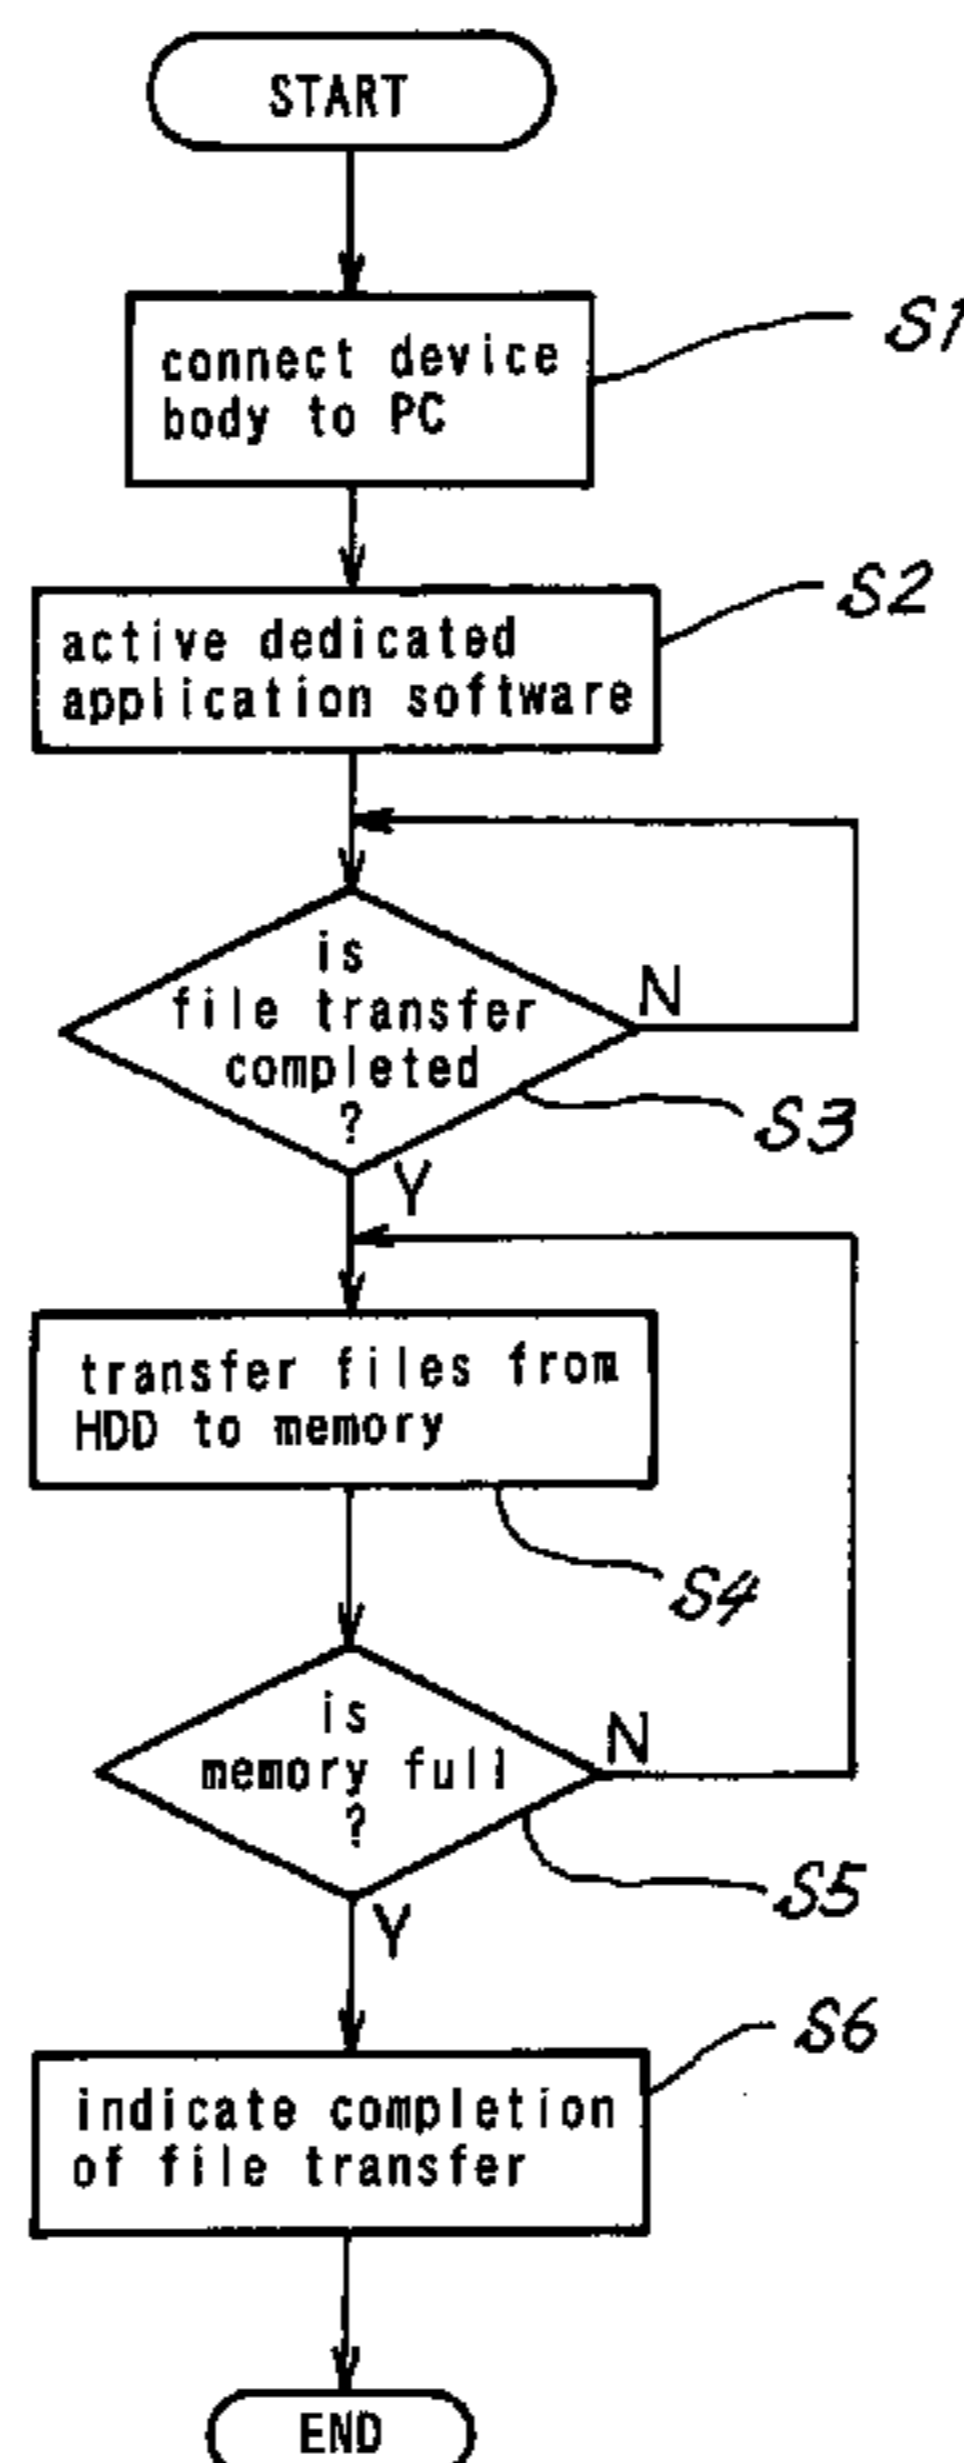 START
connect device
body to PC
S1
active dedicated
application software
S2
is
file transfer
completed
?
N
S3
Y
transfer files from
HDD to memory
S4
is
memory full
?
N
S5
Y
S6
indicate completion
of file transfer
END